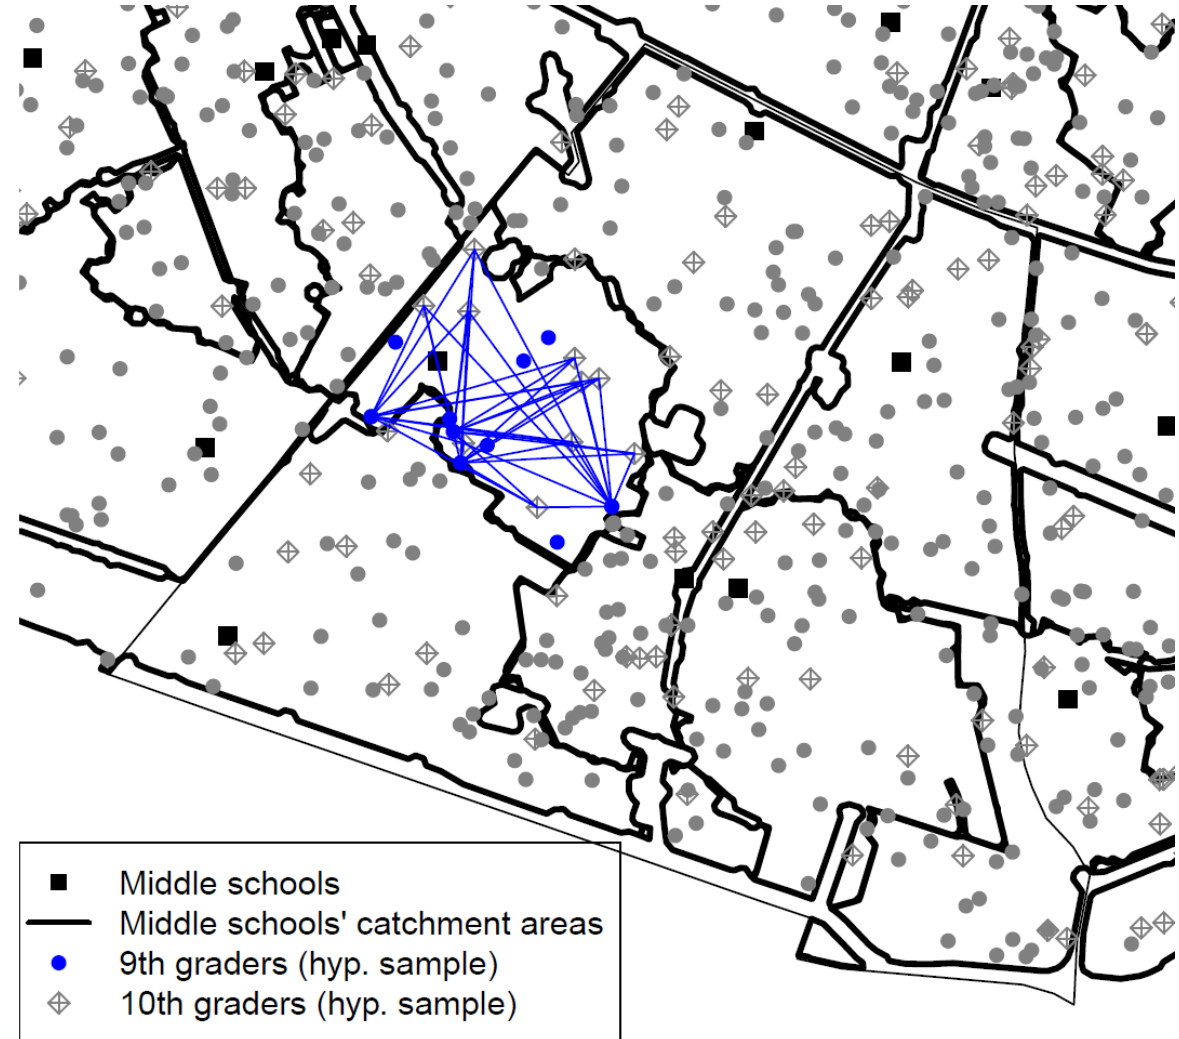 Middle schools
Middle schools' catchment areas
9th graders (hyp. sample)
10th graders (hyp. sample)